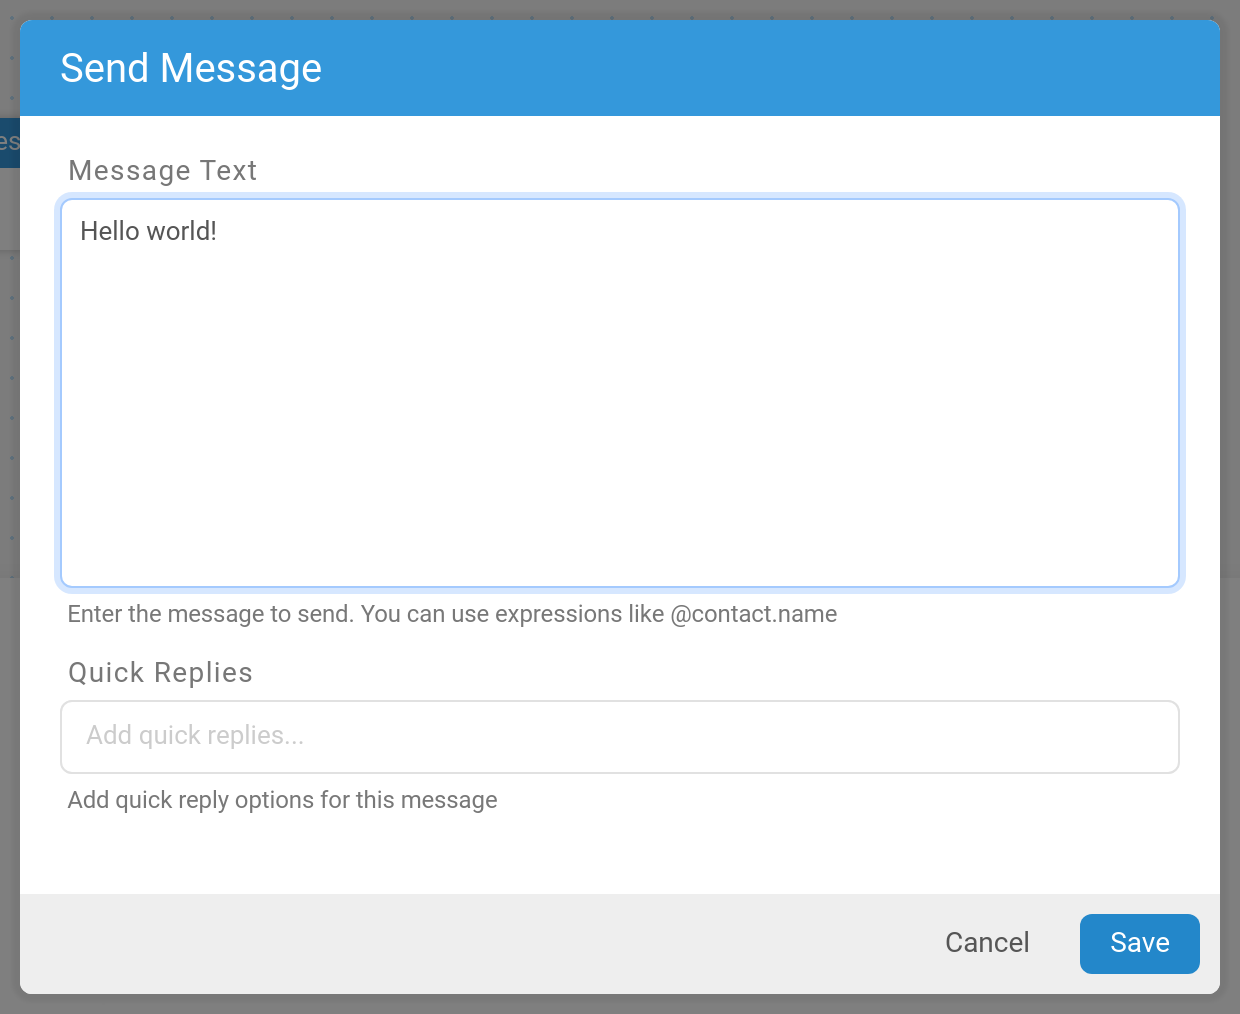 Send Message
es
Message Text
Hello world!
Enter the message to send. You can use expressions like @contact.name
Quick Replies
Add quick replies...
Add quick reply options for this message
Cancel
Save